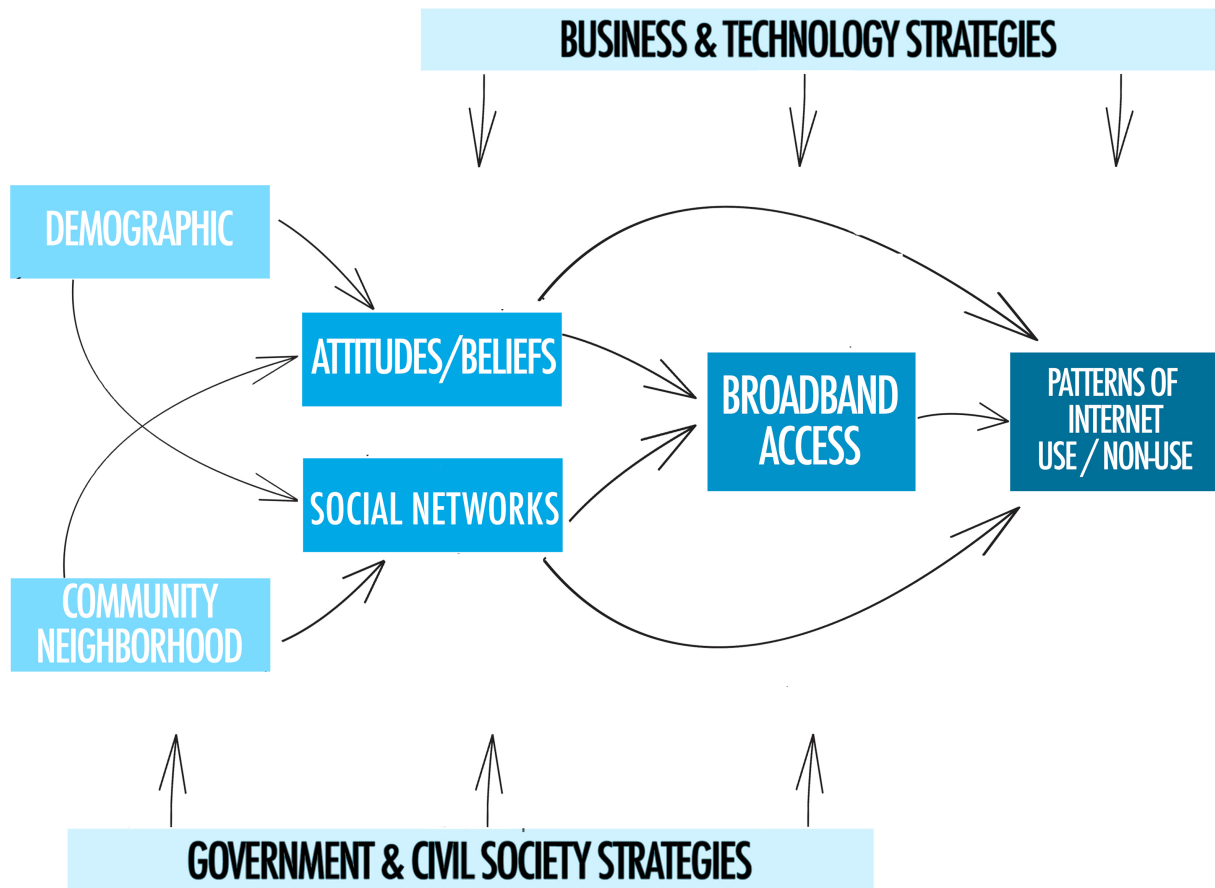 BUSINESS & TECHNOLOGY STRATEGIES
DEMOGRAPHIC
ATTITUDES/BELIEFS
SOCIAL NETWORKS
COMMUNITY
NEIGHBORHOOD
BROADBAND
ACCESS
PATTERNS OF
INTERNET
USE / NON-USE
GOVERNMENT & CIVIL SOCIETY STRATEGIES